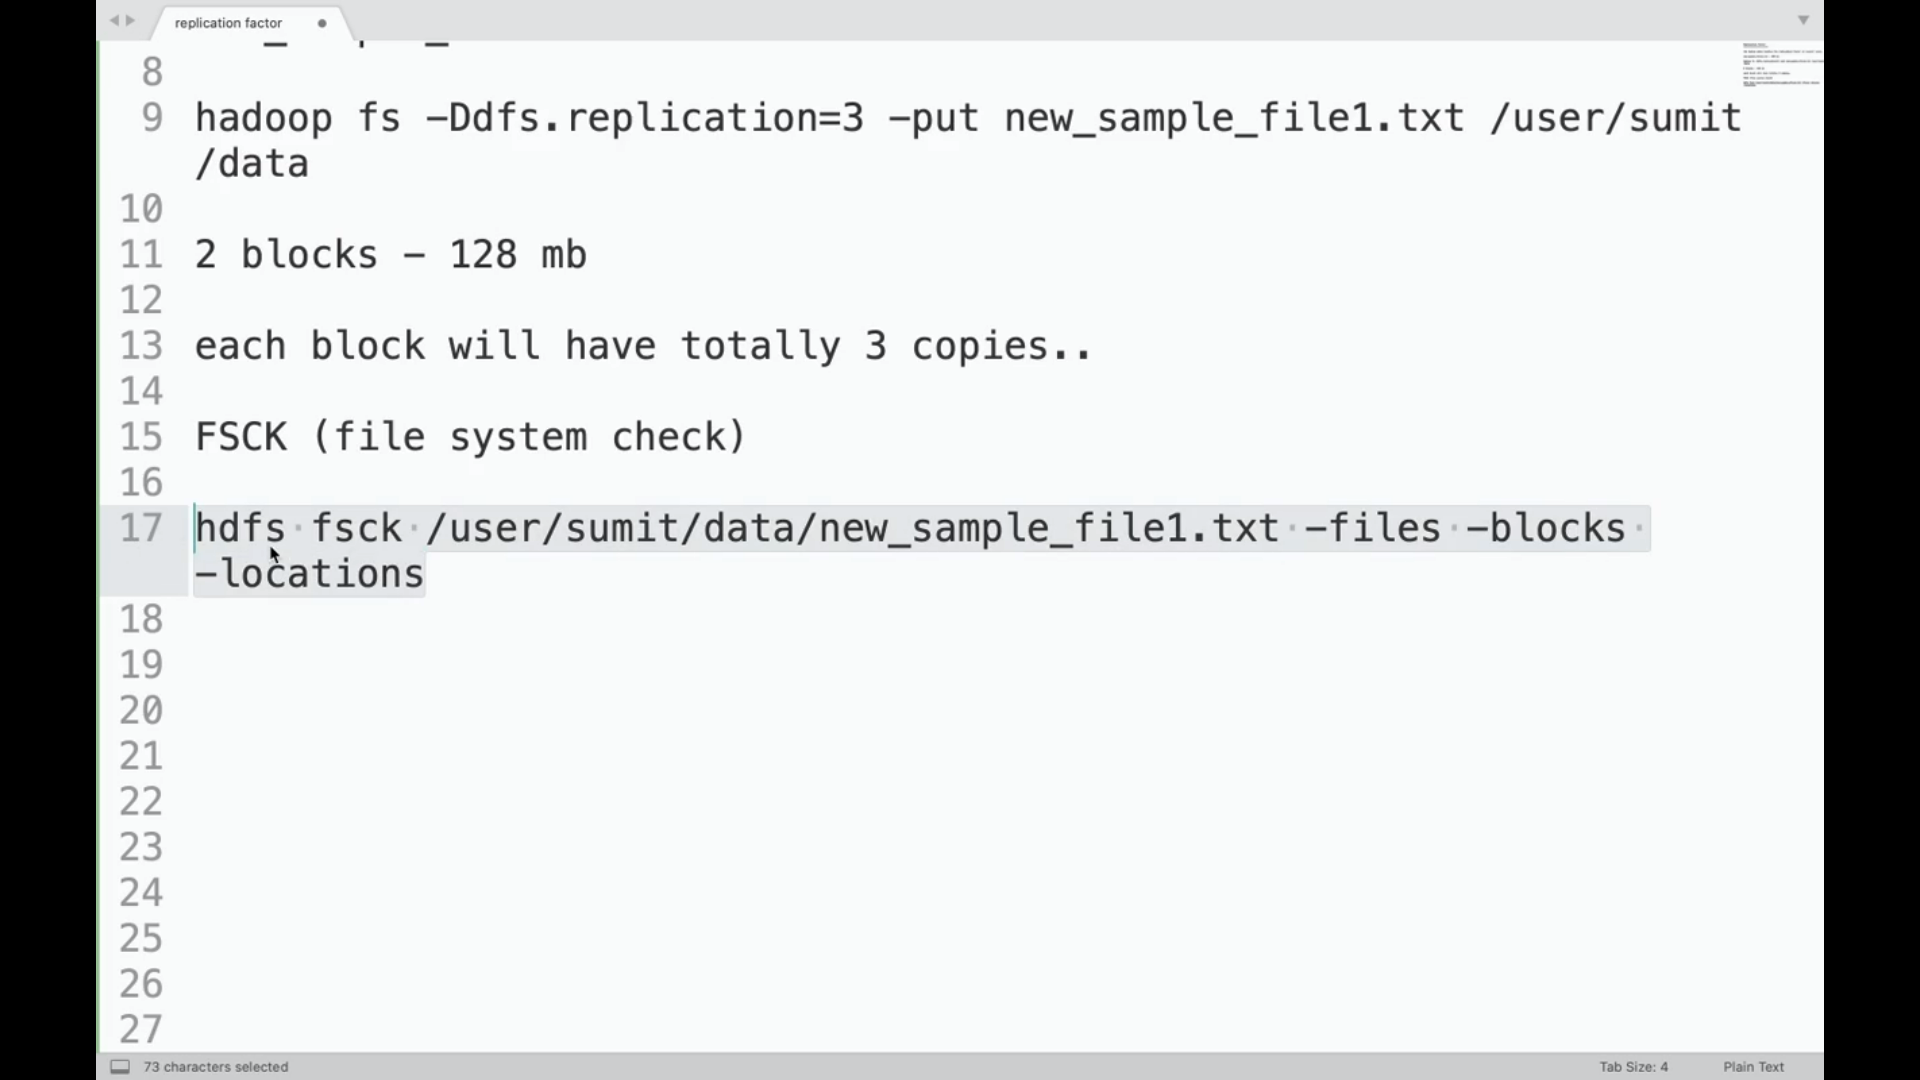 replication factor
8
9 hadoop fs -Ddfs.replication=3 -put new_sample_file1.txt /user/sumit
/data
10
11 2 blocks - 128 mb
12
13 each block will have totally 3 copies..
14
15 FSCK (file system check)
16
17 hdfs fsck /user/sumit/data/new_sample_file1.txt -files -blocks
-locations
18
19
20
21
22
23
24
25
26
27
73 characters selected Tab Size: 4 Plain Text